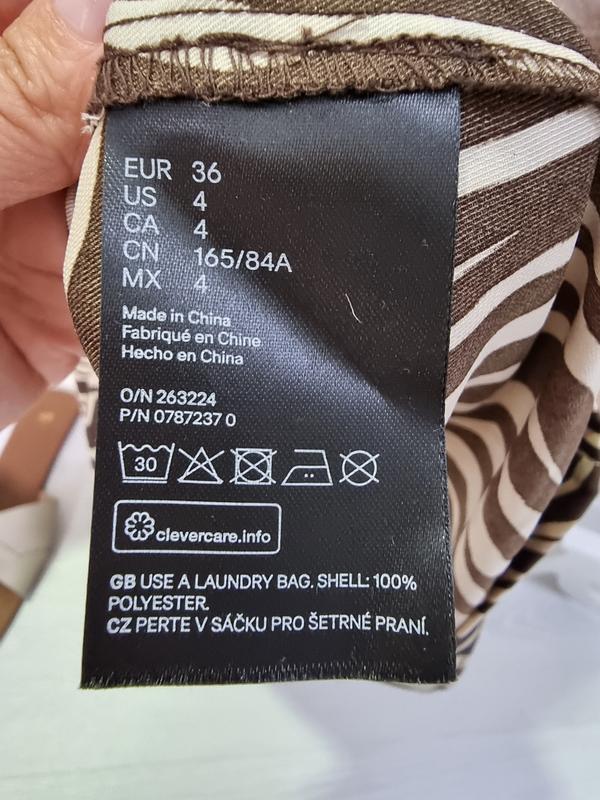 EUR 36
US 4
CA 4
CN 165/84A
MX 4
Made in China
Fabriqué en Chine
Hecho en China
O/N 263224
P/N 0787237 0
30
clevercare.info
GB USE A LAUNDRY BAG. SHELL: 100%
POLYESTER.
CZ PERTE V SÁČKU PRO ŠETRNÉ PRANÍ.